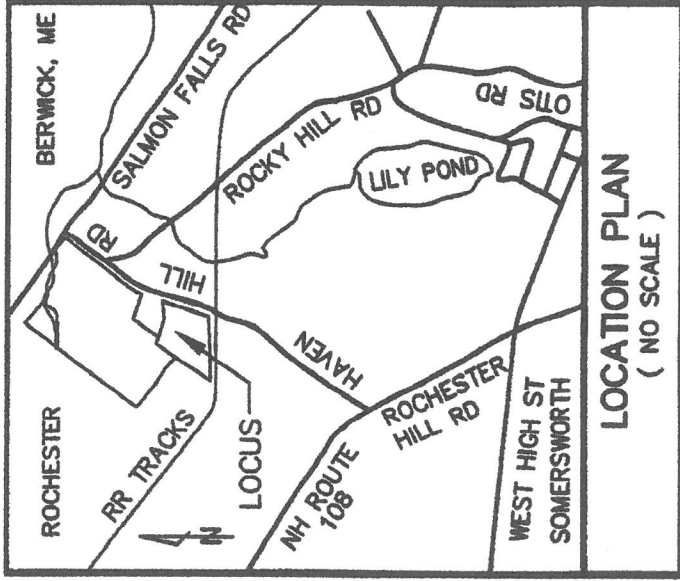 BERWICK, ME
SALMON FALLS RD
ROCHESTER
RD
ROCKY HILL RD
HILL
LILY POND
OTIS RD
RR TRACKS
N
LOCUS
HAVEN
NH ROUTE
108
ROCHESTER
HILL RD
WEST HIGH ST
SOMERSWORTH
LOCATION PLAN
( NO SCALE )